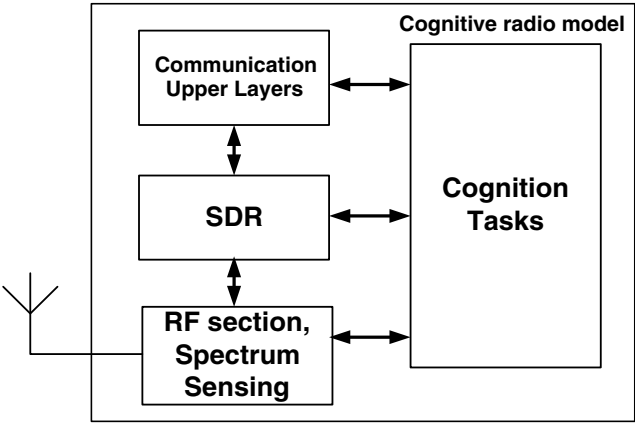 Cognitive radio model
Communication
Upper Layers
Cognition
Tasks
SDR
RF section,
Spectrum
Sensing